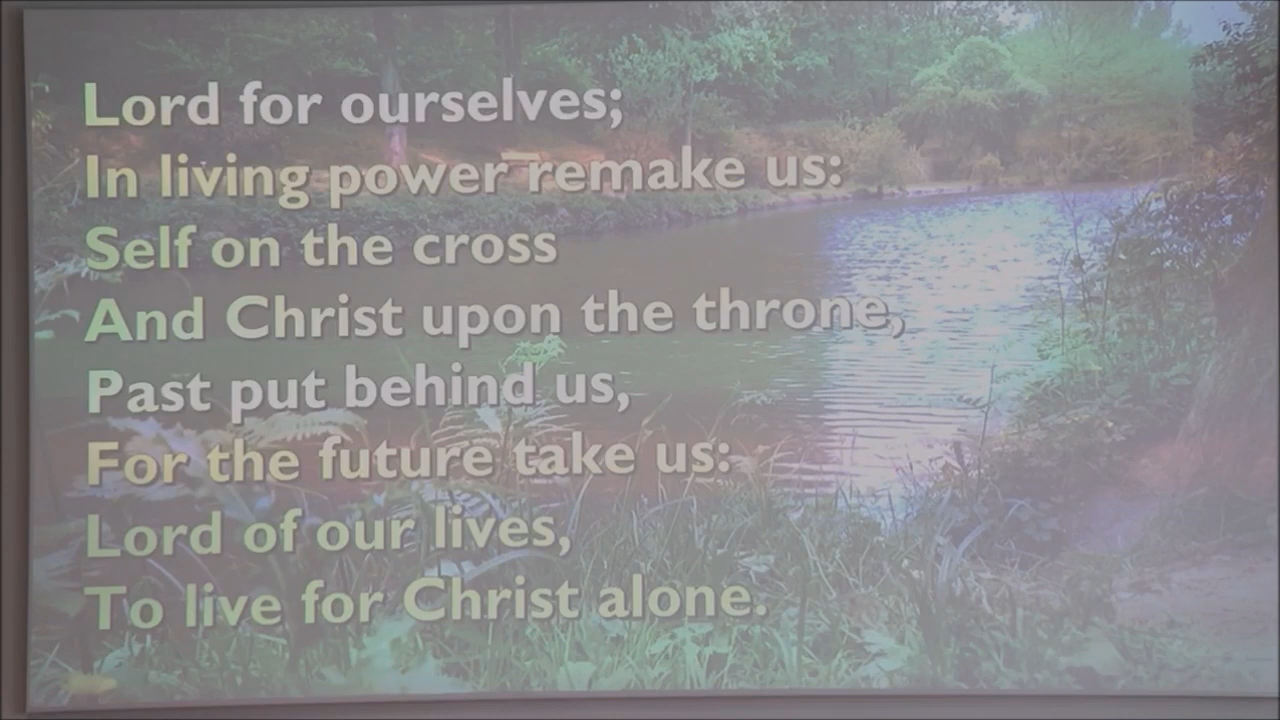 Lord for ourselves;
In living power remake us:
Self on the cross
And Christ upon the throne,
Past put behind us,
For the future take us:
Lord of our lives,
To live for Christ alone.